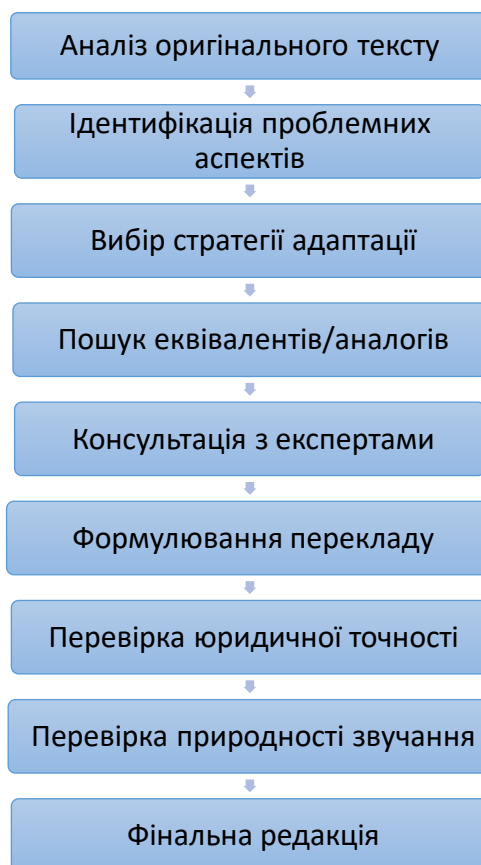 Аналіз оригінального тексту
Ідентифікація проблемних
аспектів
Вибір стратегії адаптації
Пошук еквівалентів/аналогів
Консультація з експертами
Формулювання перекладу
Перевірка юридичної точності
Перевірка природності звучання
Фінальна редакція